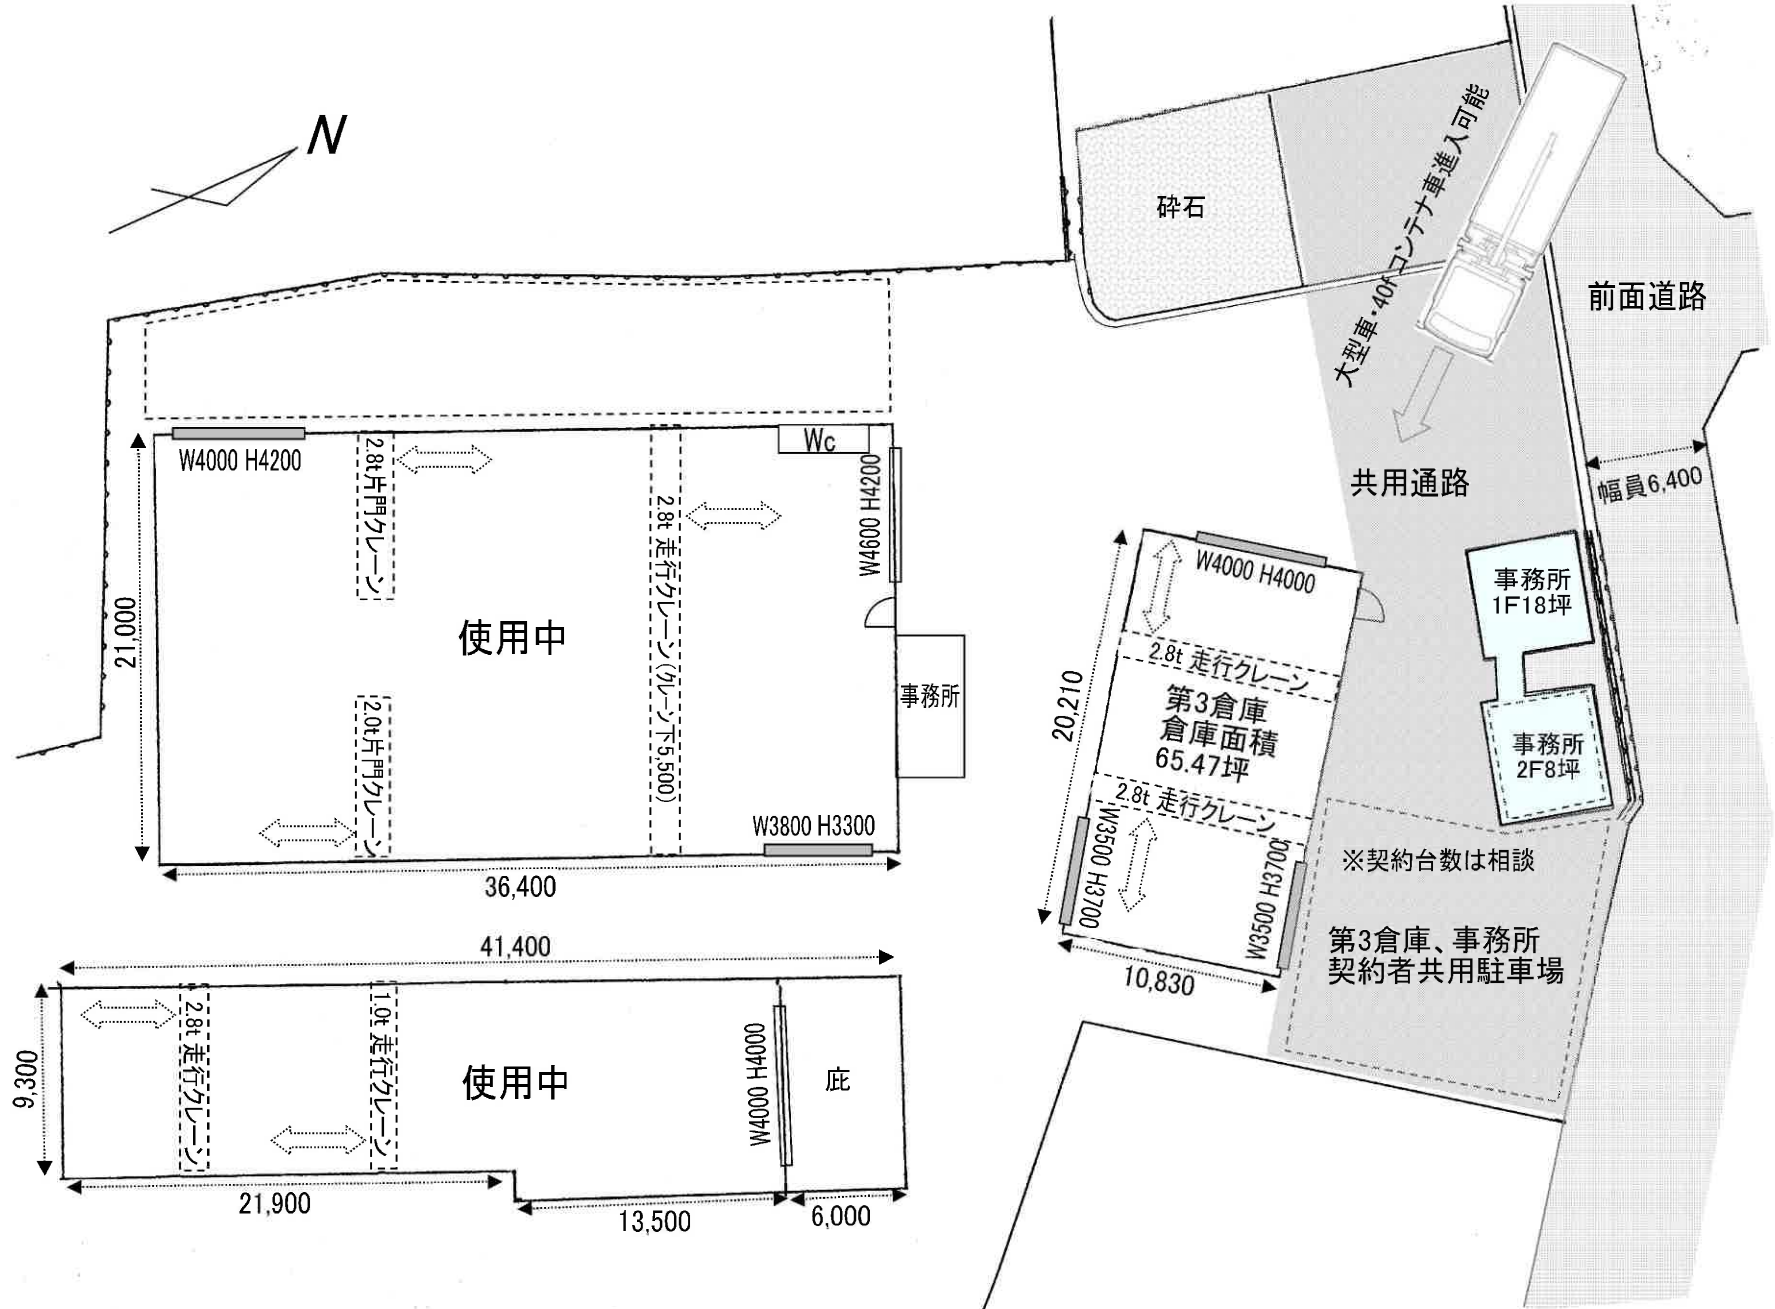 N
砕石
大型車・40ftコンテナ車進入可能
前面道路
幅員6,400
共用通路
W4000 H4200
2.8t片門クレーン
2.8t 走行クレーン(クレーン下5,500)
Wc
W4600 H4200
21,000
使用中
事務所
2.0t片門クレーン
W3800 H3300
36,400
W4000 H4000
2.8t 走行クレーン
第3倉庫
倉庫面積
65.47坪
2.8t 走行クレーン
20,210
W3500 H3700
W3500 H3700
10,830
事務所
1F18坪
事務所
2F8坪
※契約台数は相談
第3倉庫、事務所
契約者共用駐車場
41,400
9,300
2.8t 走行クレーン
1.0t 走行クレーン
使用中
W4000 H4000
庇
21,900
13,500
6,000